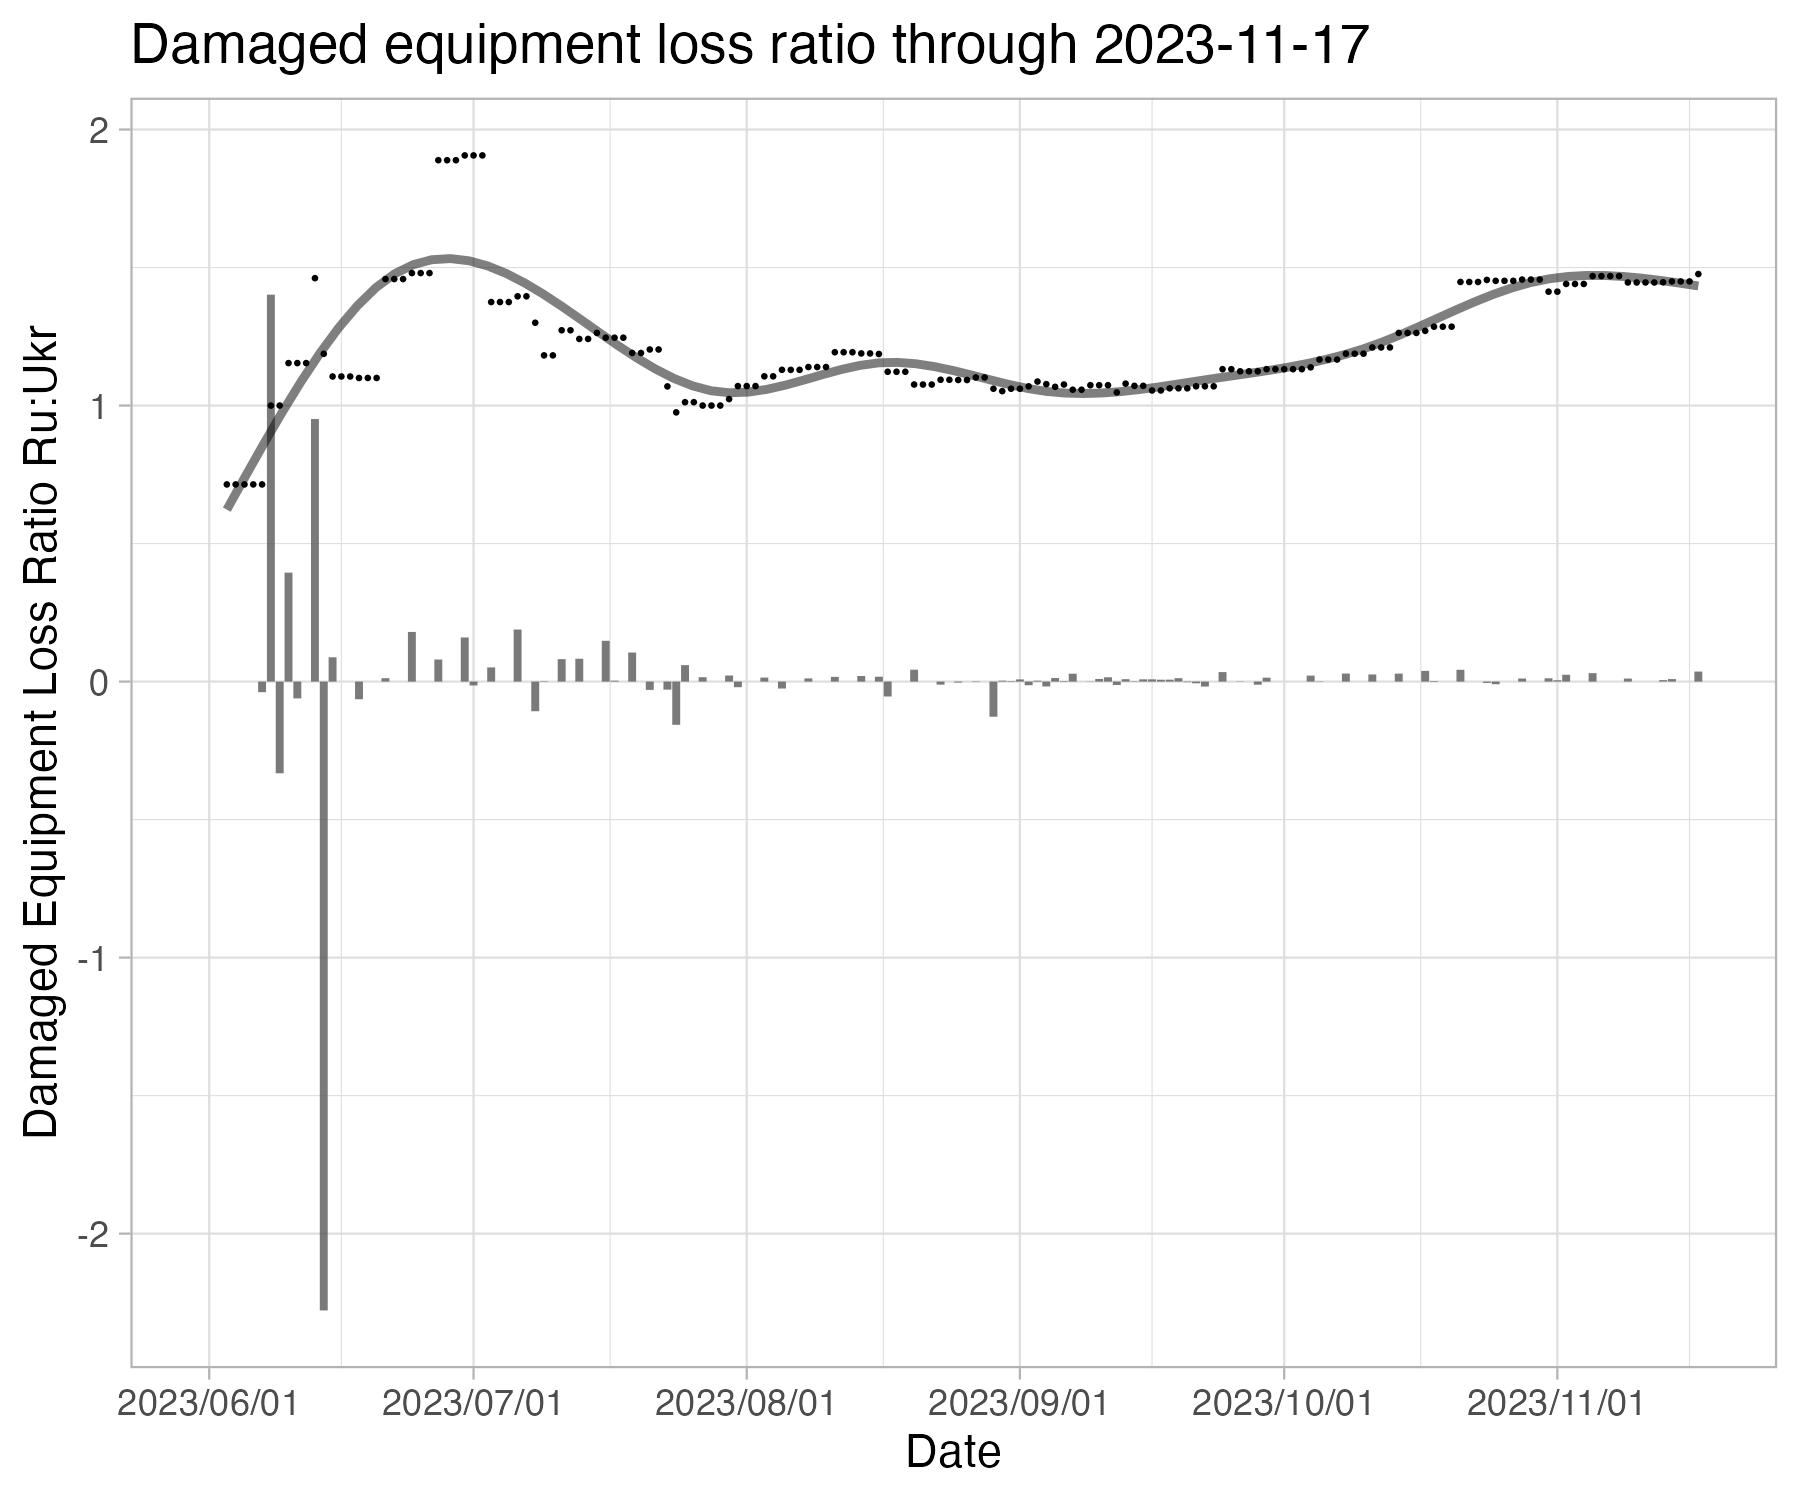 Damaged equipment loss ratio through 2023-11-17
Damaged Equipment Loss Ratio Ru:Ukr
2
1
0
-1
-2
2023/06/01 2023/07/01 2023/08/01 2023/09/01 2023/10/01 2023/11/01
Date